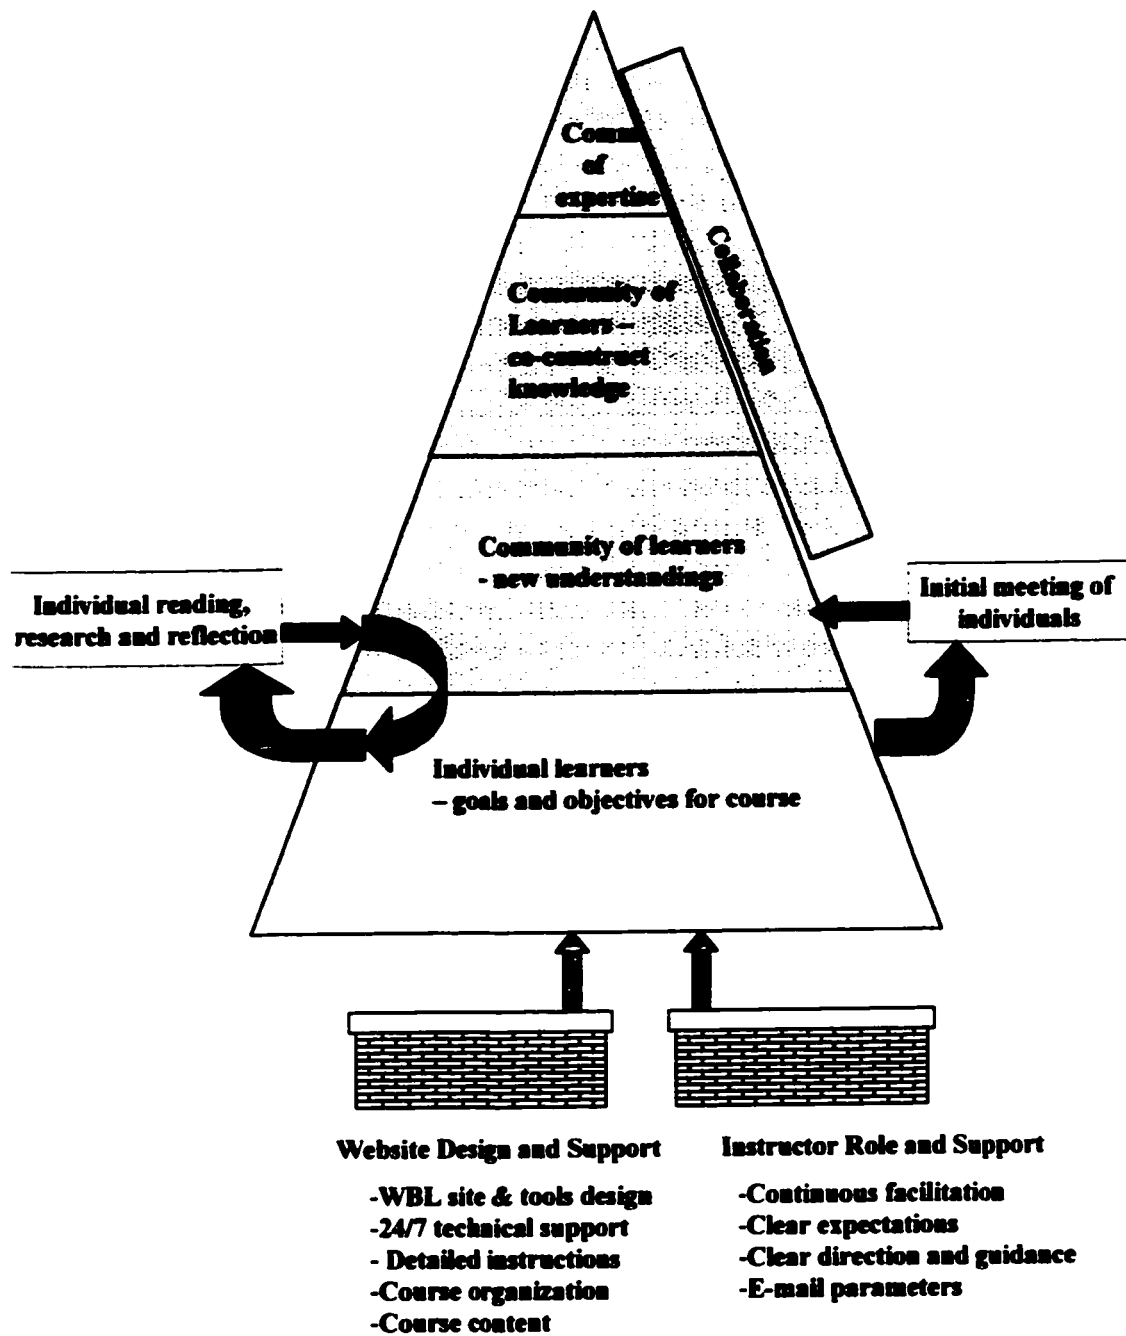 Comm
of
expertise
Collaboration
Community of
Learners –
co-construct
knowledge
Community of learners
- new understandings
Individual reading,
research and reflection
Initial meeting of
individuals
Individual learners
– goals and objectives for course
Website Design and Support
-WBL site & tools design
-24/7 technical support
- Detailed instructions
-Course organization
-Course content
Instructor Role and Support
-Continuous facilitation
-Clear expectations
-Clear direction and guidance
-E-mail parameters